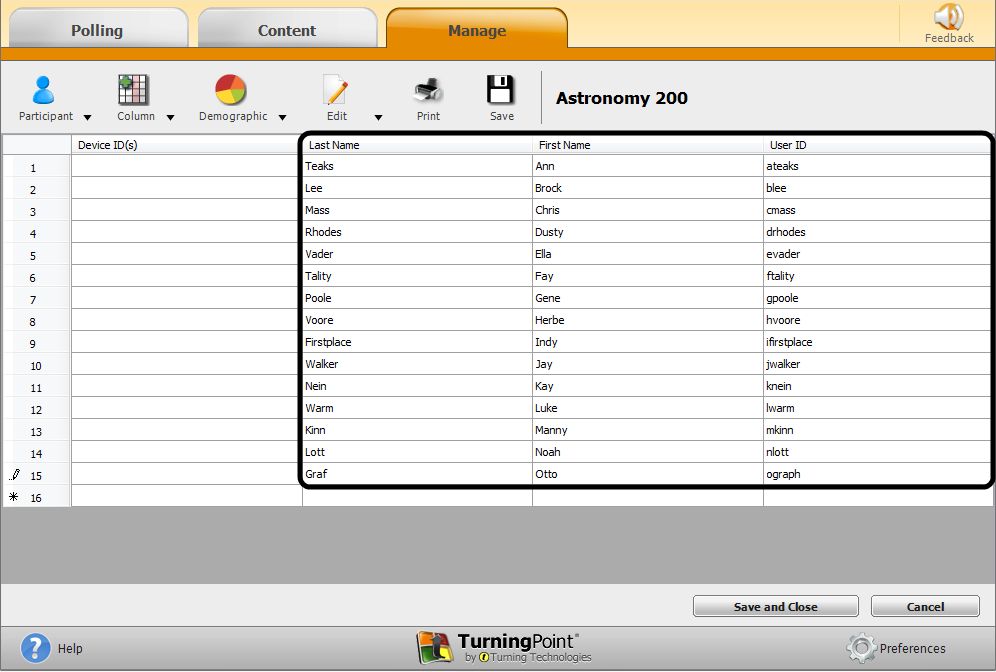 Polling Content Manage Feedback
Participant Column Demographic Edit Print Save Astronomy 200
Device ID(s) Last Name First Name User ID
1 Teaks Ann ateaks
2 Lee Brock blee
3 Mass Chris cmass
4 Rhodes Dusty drhodes
5 Vader Ella evader
6 Tality Fay ftality
7 Poole Gene gpoole
8 Voore Herbe hvoore
9 Firstplace Indy ifirstplace
10 Walker Jay jwalker
11 Nein Kay knein
12 Warm Luke lwarm
13 Kinn Manny mkinn
14 Lott Noah nlott
15 Graf Otto ograph
16
Save and Close Cancel
? Help TurningPoint® Preferences
by Turning Technologies